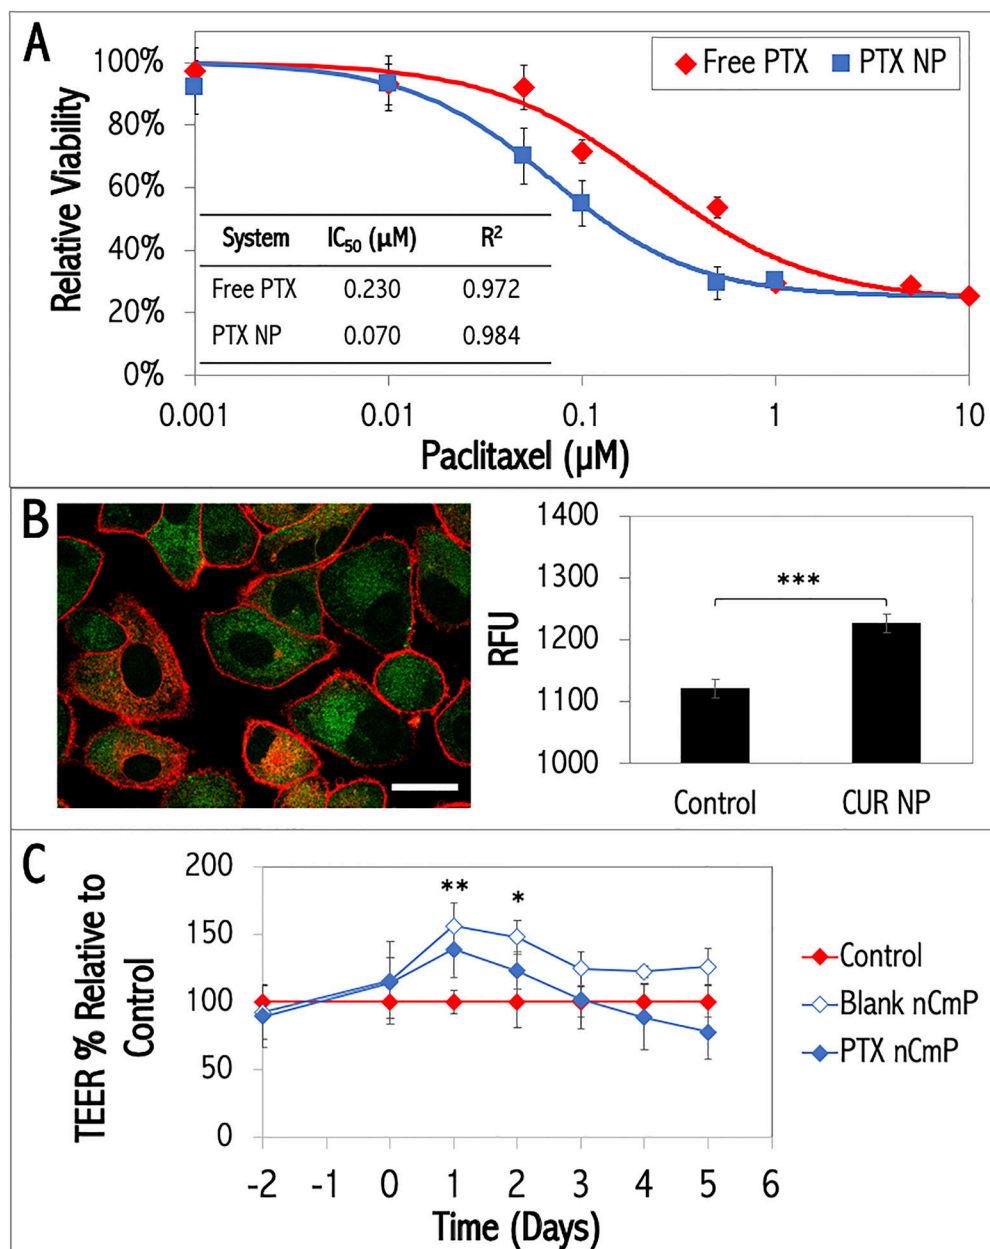 A
Free PTX
PTX NP
100%
80%
60%
40%
20%
0%
Relative Viability
System IC50 (µM) R²
Free PTX 0.230 0.972
PTX NP 0.070 0.984
0.001 0.01 0.1 1 10
Paclitaxel (µM)
B
1400
1300
1200
1100
1000
RFU
***
Control CUR NP
C
200
150
100
50
0
TEER % Relative to
Control
** *
Control
Blank nCmP
PTX nCmP
-2 -1 0 1 2 3 4 5 6
Time (Days)